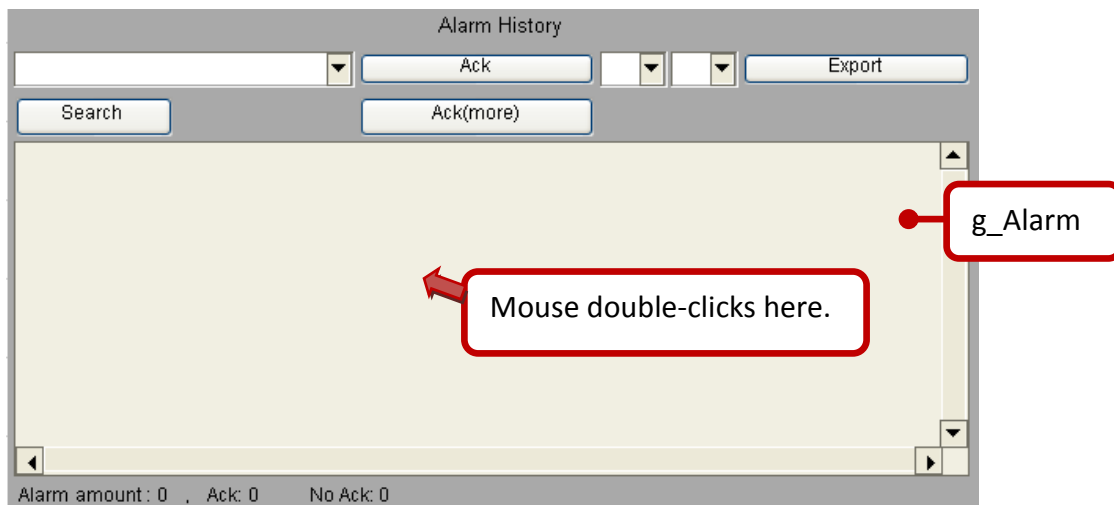 Alarm History
Ack
Export
Search
Ack(more)
g_Alarm
Mouse double-clicks here.
Alarm amount : 0 , Ack: 0 No Ack: 0